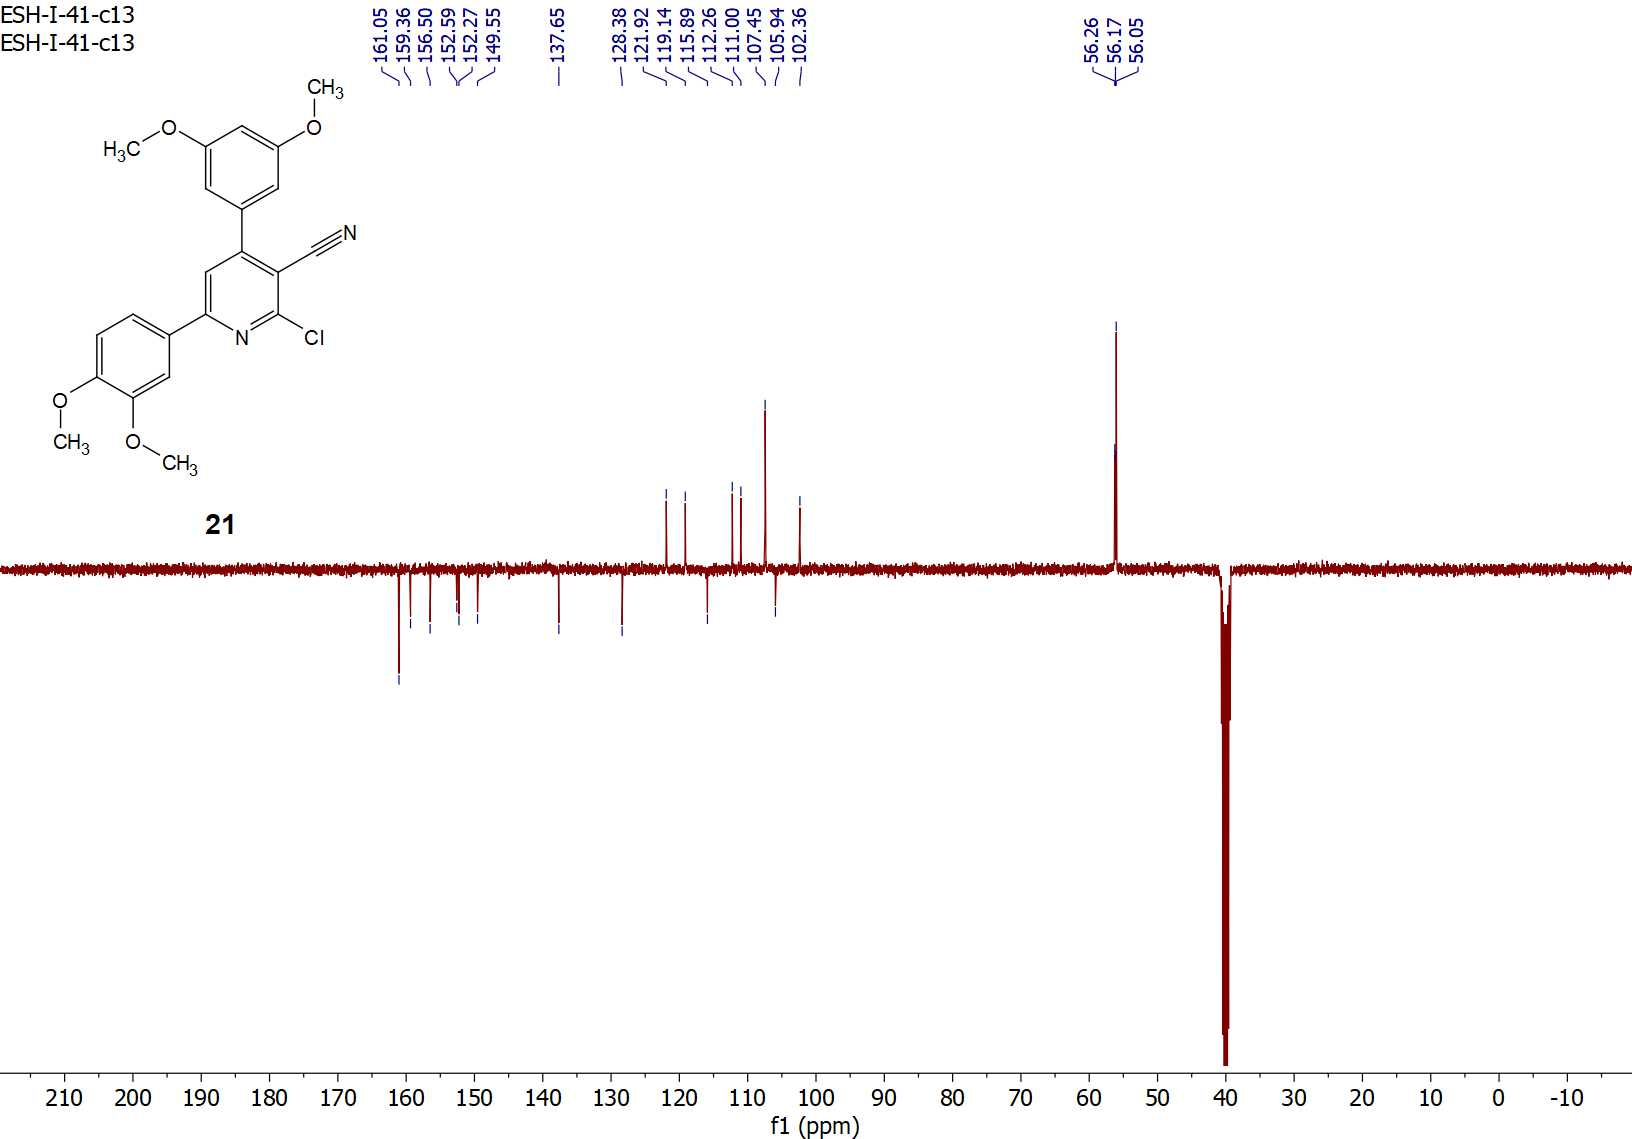 ESH-I-41-c13
ESH-I-41-c13
161.05
159.36
156.50
152.59
152.27
149.55
137.65
128.38
121.92
119.14
115.89
112.26
111.00
107.45
105.94
102.36
56.26
56.17
56.05
CH3
O
O
H3C
N
N
Cl
O
CH3
O
CH3
21
210 200 190 180 170 160 150 140 130 120 110 100 90 80 70 60 50 40 30 20 10 0 -10
f1 (ppm)